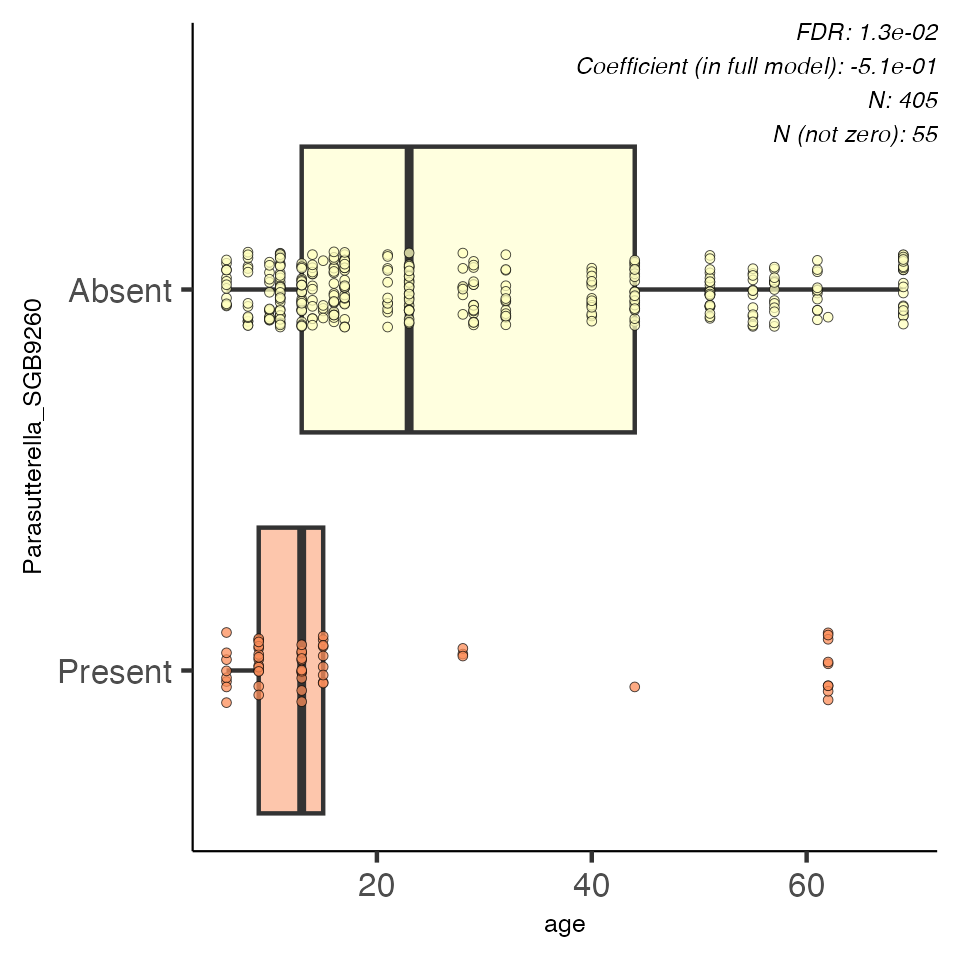 FDR: 1.3e-02
Coefficient (in full model): -5.1e-01
N: 405
N (not zero): 55
Parasutterella_SGB9260
Absent
Present
20 40 60
age